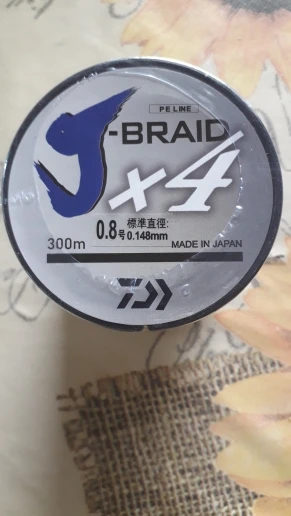 PE LINE
J-BRAID
x4
0.8号 標準直徑:
0.148mm
300m
MADE IN JAPAN